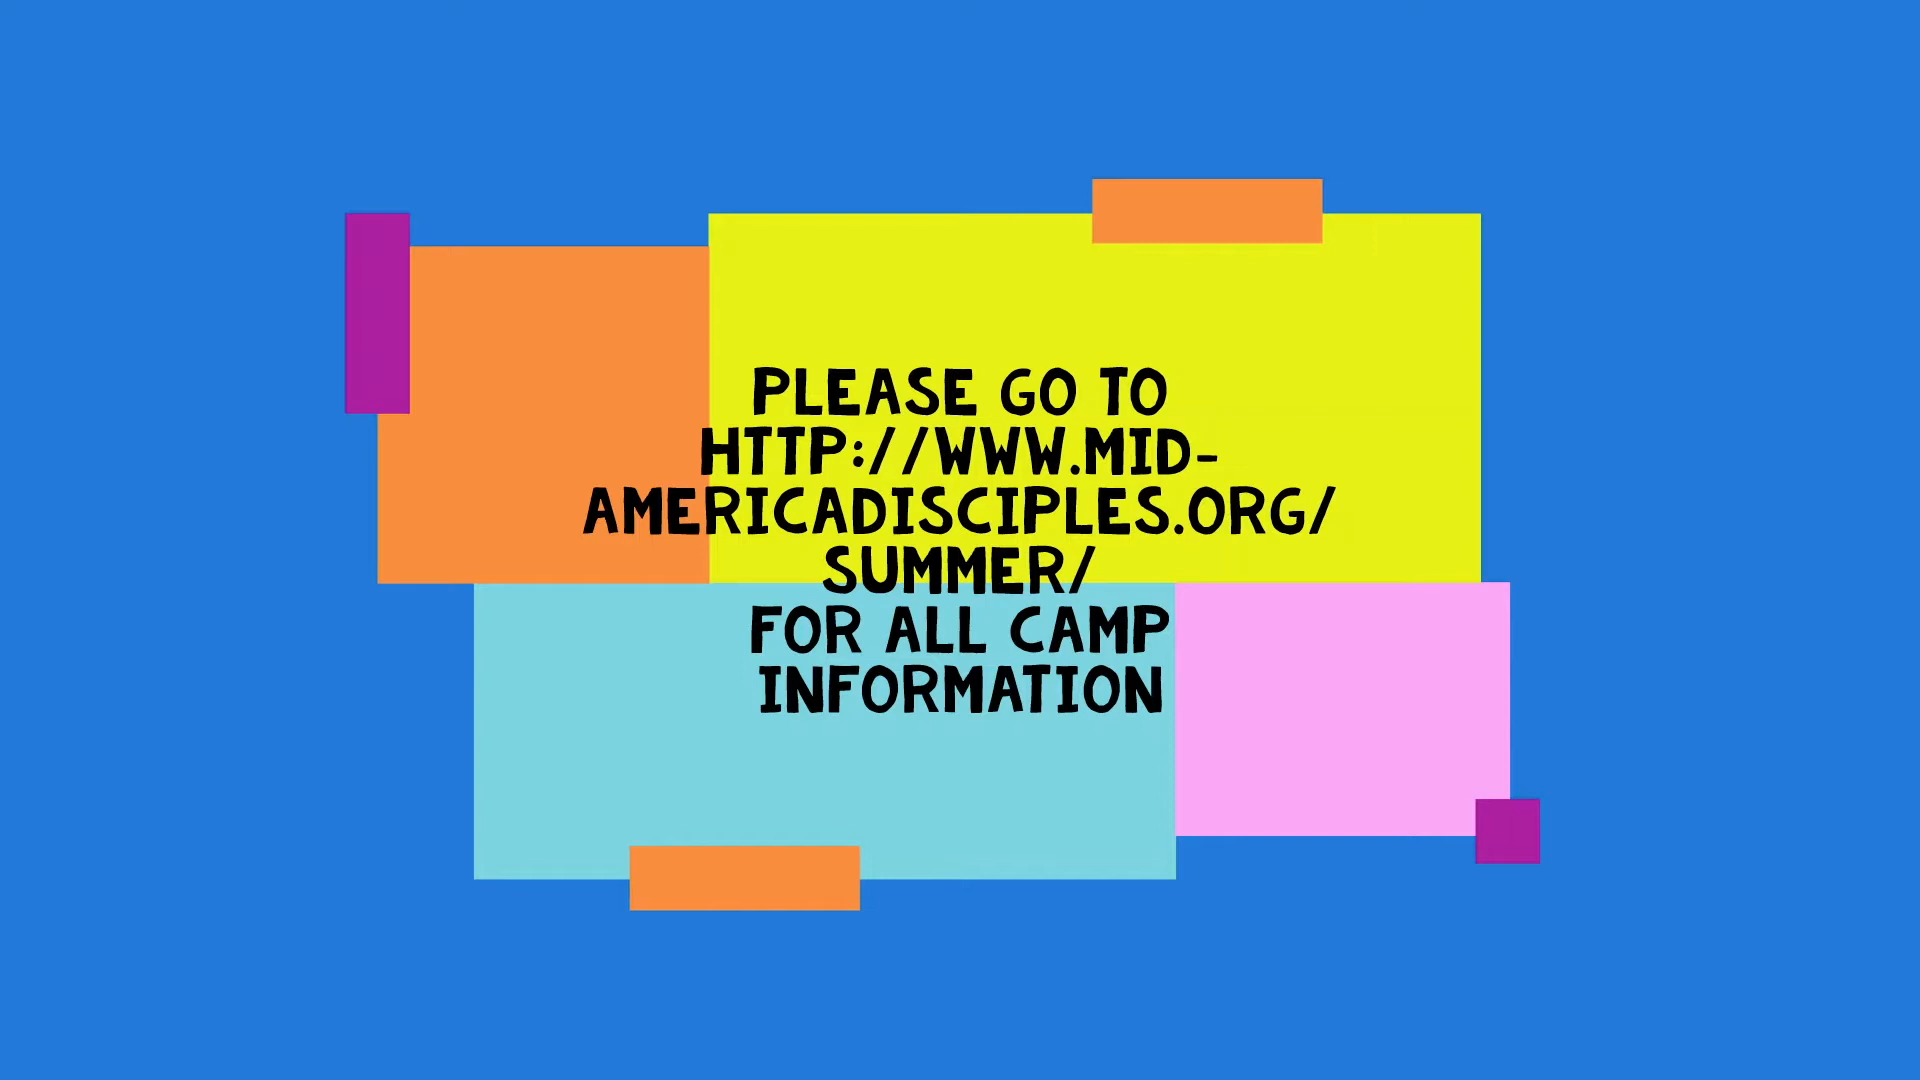 PLEASE GO TO
HTTP://WWW.MID-
AMERICADISCIPLES.ORG/
SUMMER/
FOR ALL CAMP
INFORMATION